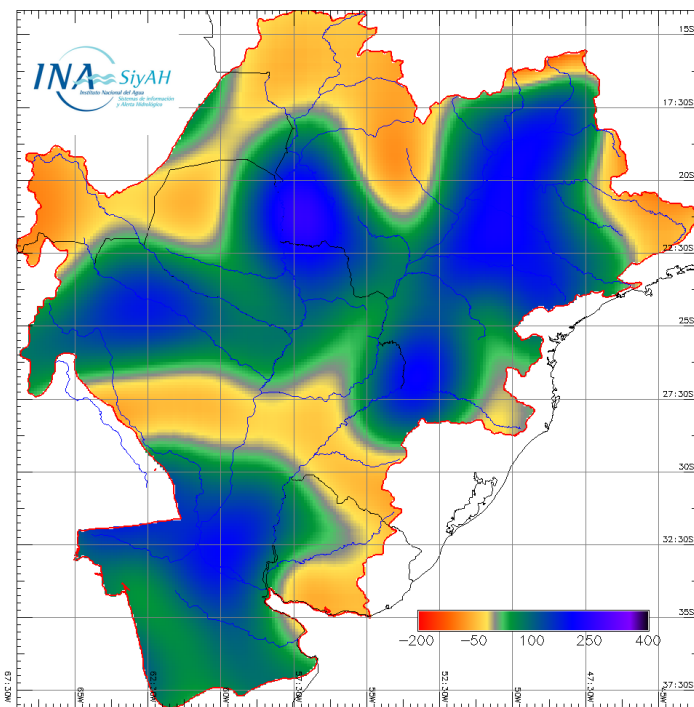 15S
INA SiyAH
Instituto Nacional del Agua
Sistemas de información
y Alerta Hidrológico
17:30S
20S
22:30S
25S
27:30S
30S
32:30S
35S
−200 −50 100 250 400
37:30S
67:30W
65W
62:30W
60W
57:30W
55W
52:30W
50W
47:30W
45W